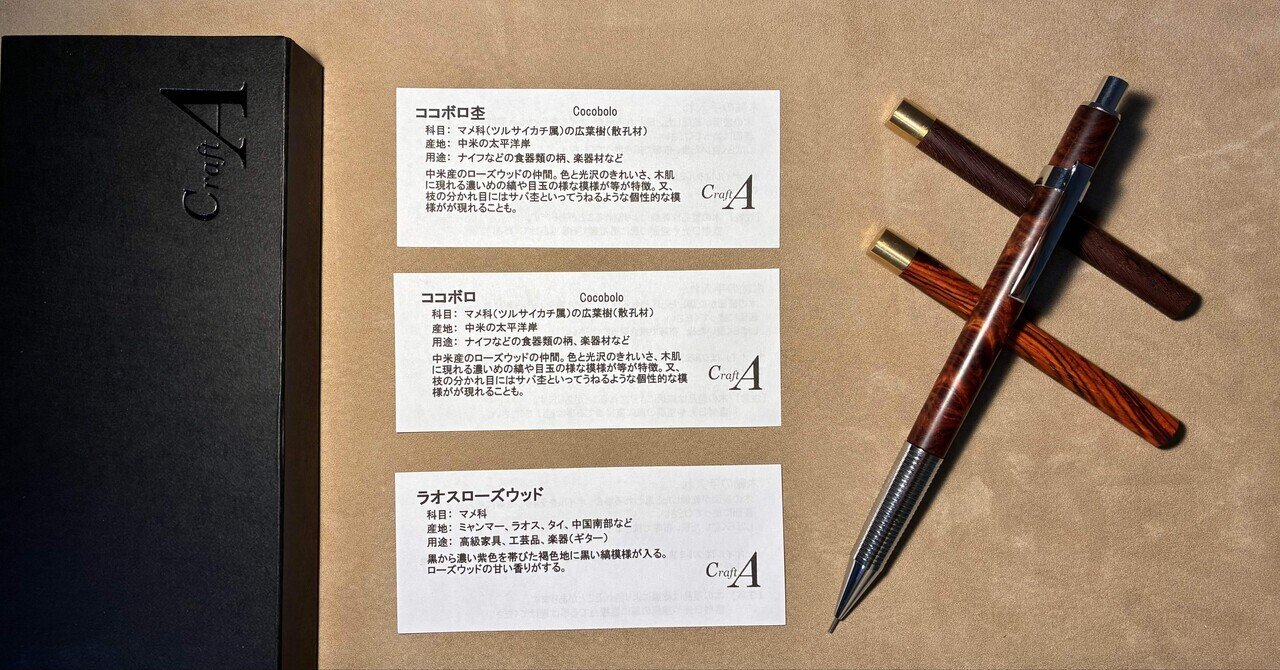 Craft A
ココボロ杢 Cocobolo
科目： マメ科（ツルサイカチ属）の広葉樹（散孔材）
産地： 中米の太平洋岸
用途： ナイフなどの食器類の柄、楽器材など
中米産のローズウッドの仲間。色と光沢のきれいさ、木肌
に現れる濃いめの縞や目玉の様な模様が等が特徴。又、
枝の分かれ目にはサバ杢といってうねるような個性的な模
様がが現れることも。
Craft A
ココボロ Cocobolo
科目： マメ科（ツルサイカチ属）の広葉樹（散孔材）
産地： 中米の太平洋岸
用途： ナイフなどの食器類の柄、楽器材など
中米産のローズウッドの仲間。色と光沢のきれいさ、木肌
に現れる濃いめの縞や目玉の様な模様が等が特徴。又、
枝の分かれ目にはサバ杢といってうねるような個性的な模
様がが現れることも。
Craft A
ラオスローズウッド
科目： マメ科
産地： ミャンマー、ラオス、タイ、中国南部など
用途： 高級家具、工芸品、楽器（ギター）
黒から濃い紫色を帯びた褐色地に黒い縞模様が入る。
ローズウッドの甘い香りがする。
Craft A